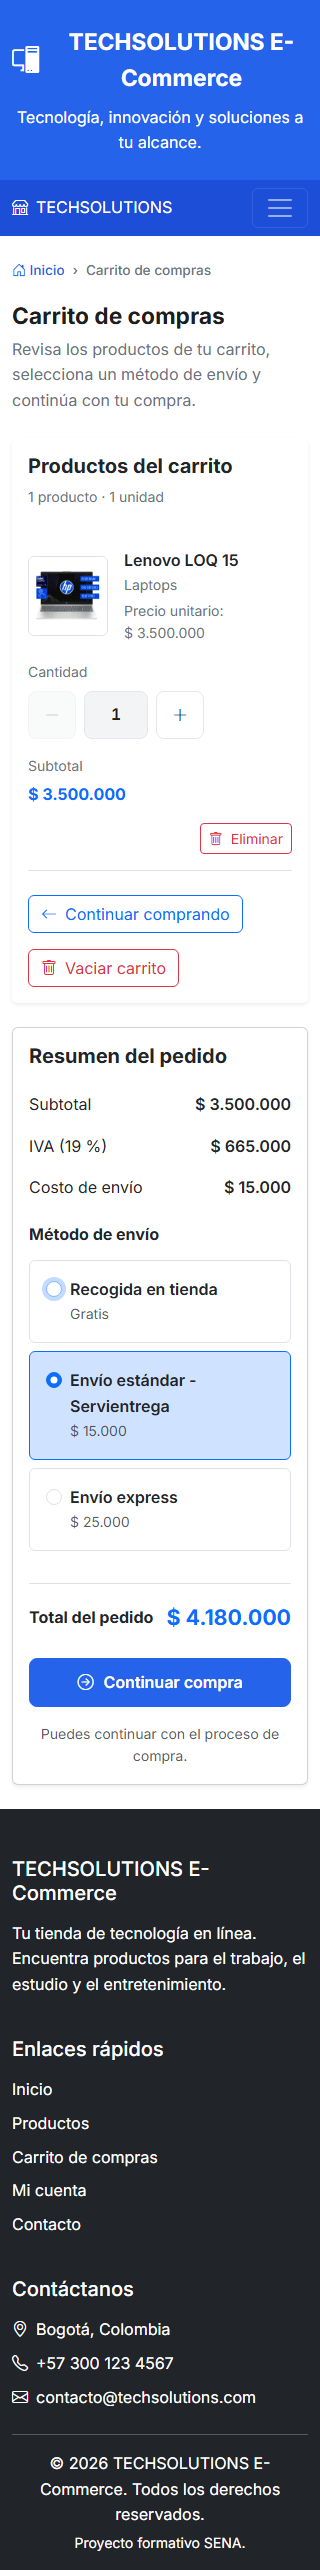 TECHSOLUTIONS E-
Commerce
Tecnología, innovación y soluciones a
tu alcance.
TECHSOLUTIONS
Inicio › Carrito de compras
Carrito de compras
Revisa los productos de tu carrito,
selecciona un método de envío y
continúa con tu compra.
Productos del carrito
1 producto · 1 unidad
hp
Lenovo LOQ 15
Laptops
Precio unitario:
$ 3.500.000
Cantidad
1
Subtotal
$ 3.500.000
Eliminar
Continuar comprando
Vaciar carrito
Resumen del pedido
Subtotal $ 3.500.000
IVA (19 %) $ 665.000
Costo de envío $ 15.000
Método de envío
Recogida en tienda
Gratis
Envío estándar -
Servientrega
$ 15.000
Envío express
$ 25.000
Total del pedido $ 4.180.000
Continuar compra
Puedes continuar con el proceso de
compra.
TECHSOLUTIONS E-
Commerce
Tu tienda de tecnología en línea.
Encuentra productos para el trabajo, el
estudio y el entretenimiento.
Enlaces rápidos
Inicio
Productos
Carrito de compras
Mi cuenta
Contacto
Contáctanos
Bogotá, Colombia
+57 300 123 4567
contacto@techsolutions.com
© 2026 TECHSOLUTIONS E-
Commerce. Todos los derechos
reservados.
Proyecto formativo SENA.